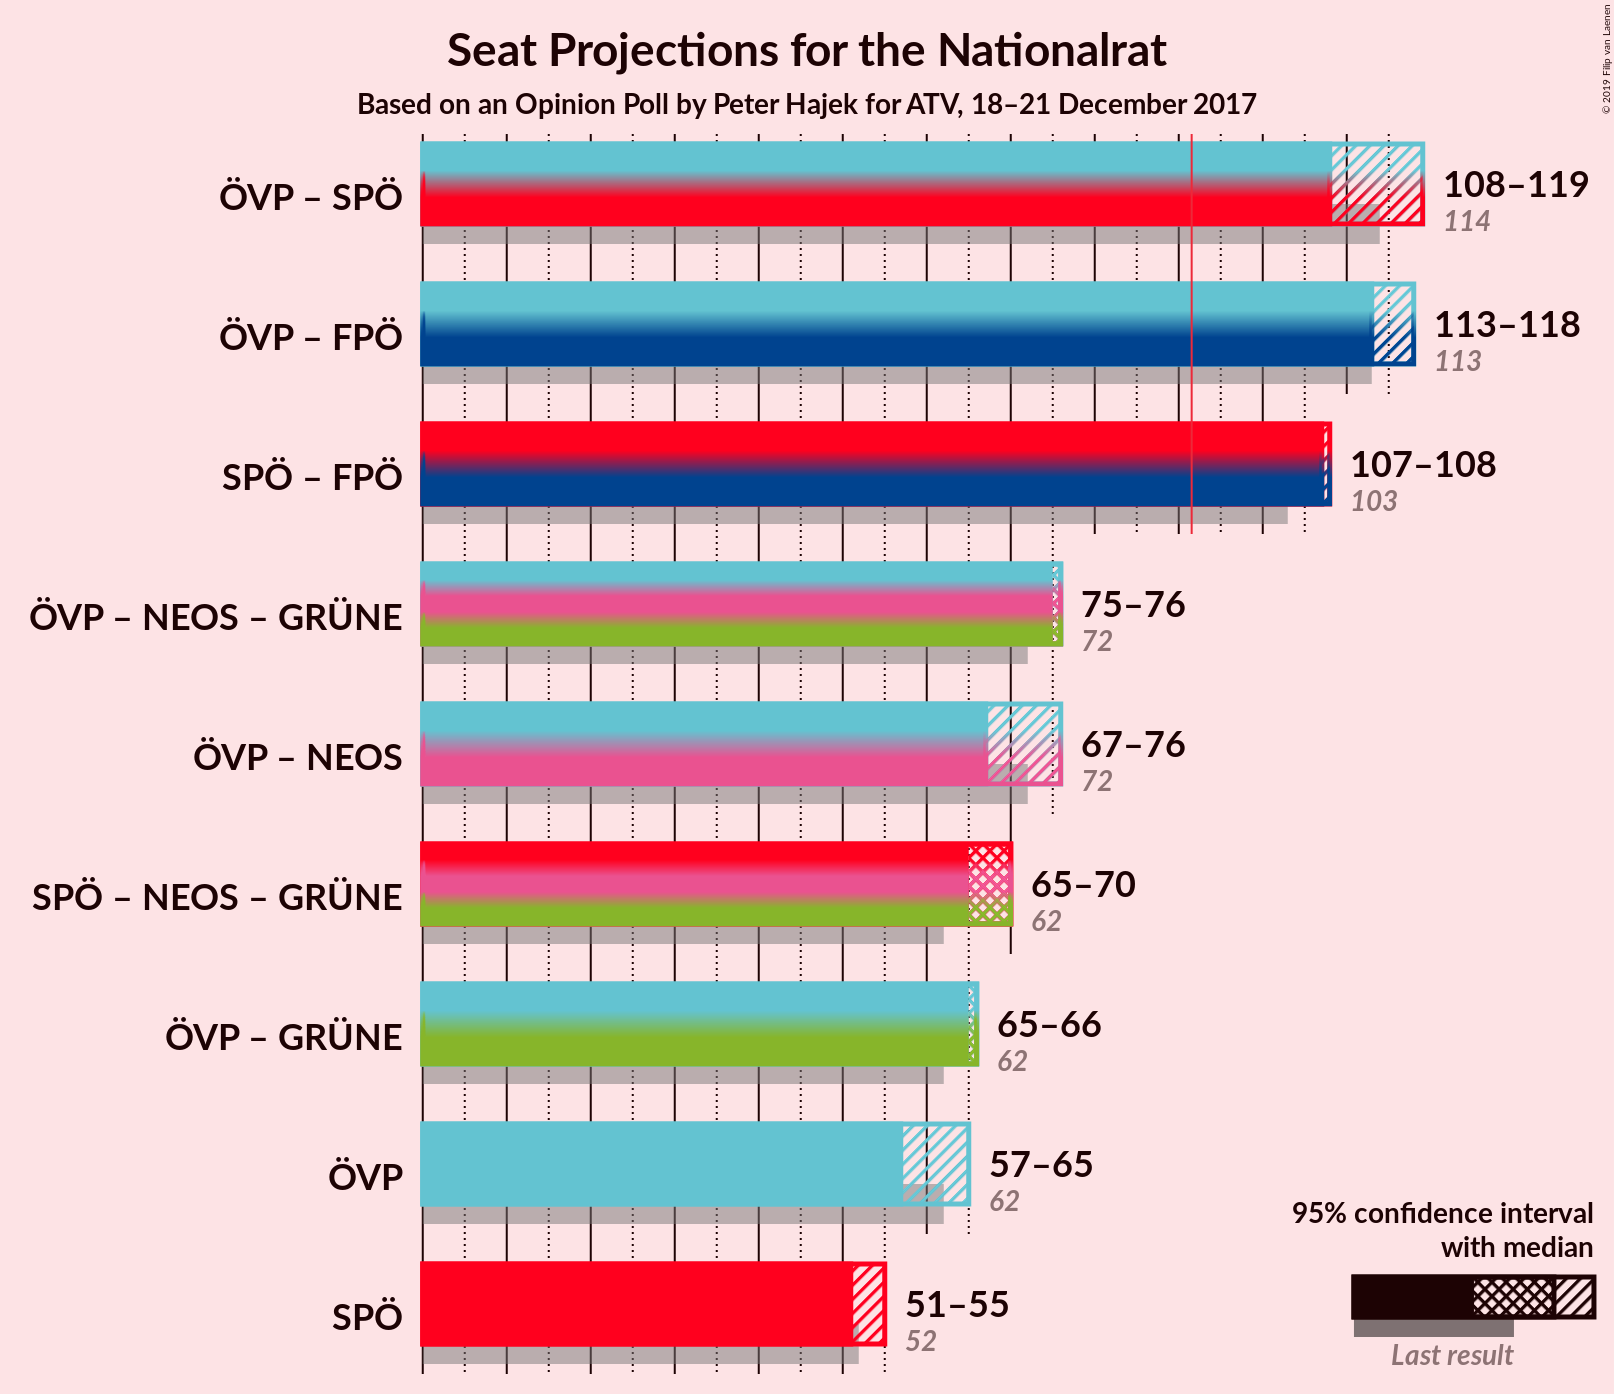 Seat Projections for the Nationalrat
Based on an Opinion Poll by Peter Hajek for ATV, 18–21 December 2017
© 2019 Filip van Laenen
ÖVP – SPÖ
108–119
114
ÖVP – FPÖ
113–118
113
SPÖ – FPÖ
107–108
103
ÖVP – NEOS – GRÜNE
75–76
72
ÖVP – NEOS
67–76
72
SPÖ – NEOS – GRÜNE
65–70
62
ÖVP – GRÜNE
65–66
62
ÖVP
57–65
62
SPÖ
51–55
52
95% confidence interval
with median
Last result